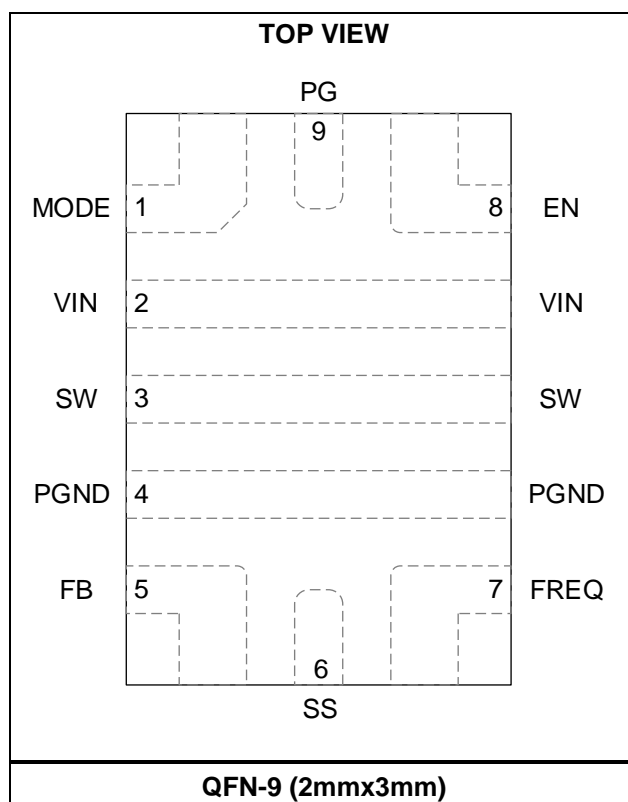 TOP VIEW
PG
9
MODE 1 8 EN
VIN 2 VIN
SW 3 SW
PGND 4 PGND
FB 5 7 FREQ
6
SS
QFN-9 (2mmx3mm)